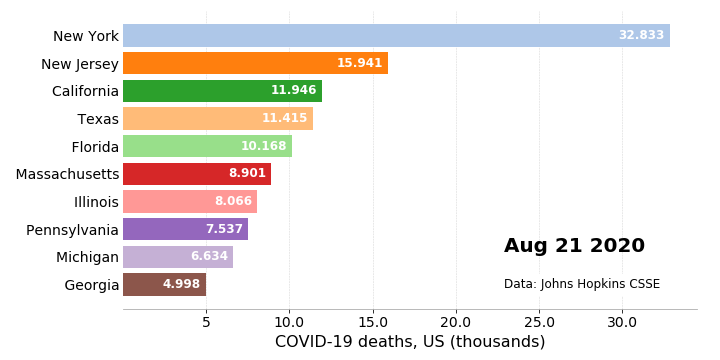 New York 32.833
New Jersey 15.941
California 11.946
Texas 11.415
Florida 10.168
Massachusetts 8.901
Illinois 8.066
Pennsylvania 7.537
Michigan 6.634
Georgia 4.998
Aug 21 2020
Data: Johns Hopkins CSSE
5 10.0 15.0 20.0 25.0 30.0
COVID-19 deaths, US (thousands)